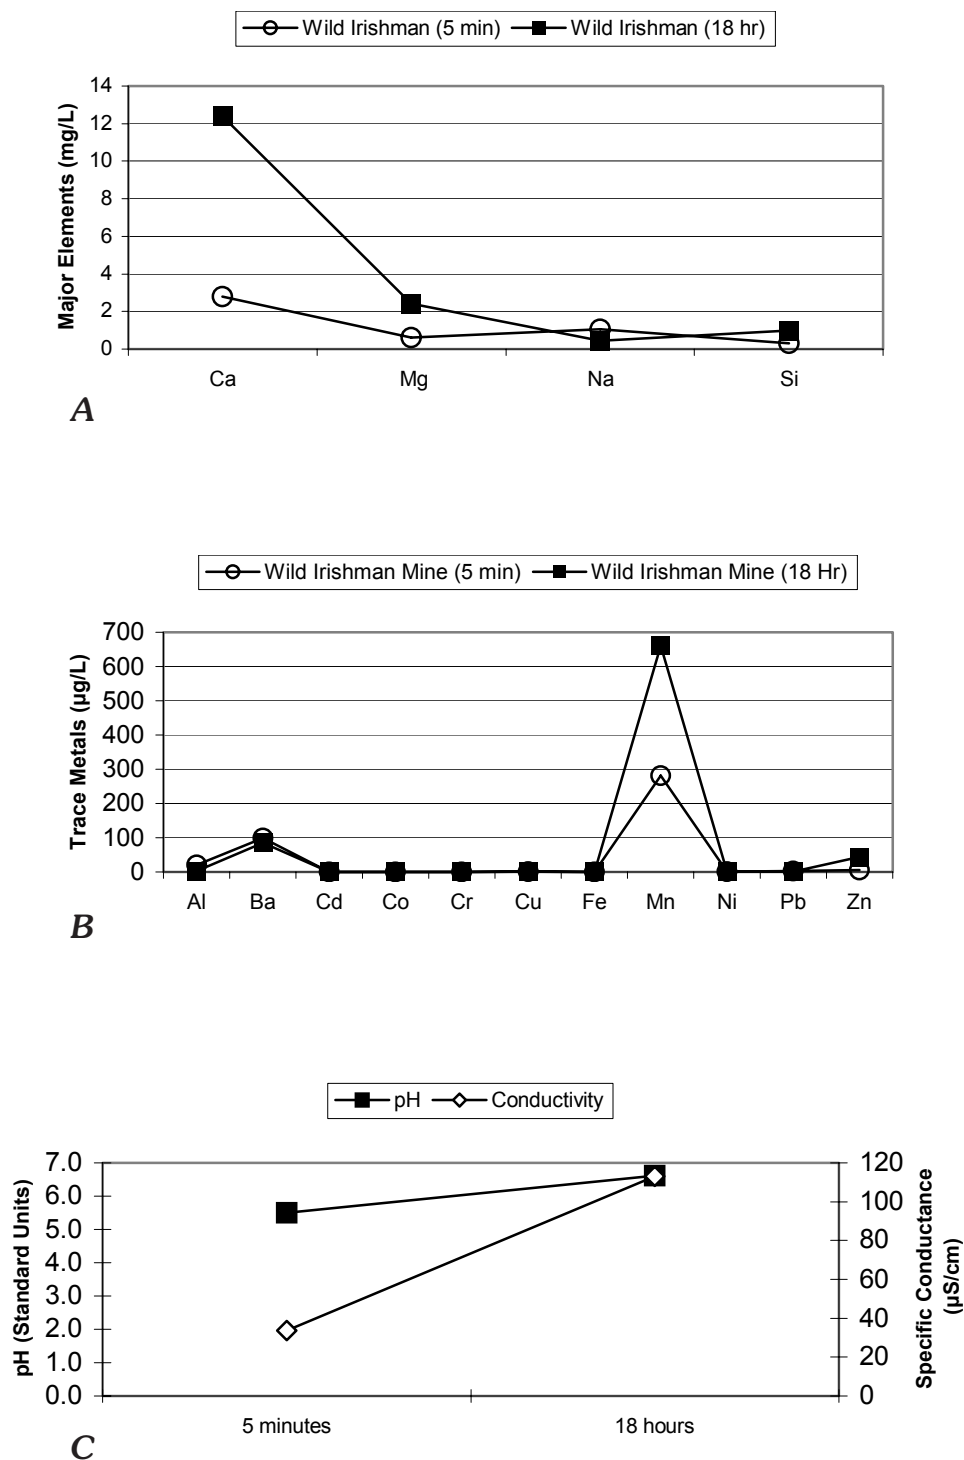 Wild Irishman (5 min) Wild Irishman (18 hr)
Major Elements (mg/L)
14
12
10
8
6
4
2
0
Ca Mg Na Si
A
Wild Irishman Mine (5 min) Wild Irishman Mine (18 Hr)
Trace Metals (µg/L)
700
600
500
400
300
200
100
0
Al Ba Cd Co Cr Cu Fe Mn Ni Pb Zn
B
pH Conductivity
pH (Standard Units)
7.0
6.0
5.0
4.0
3.0
2.0
1.0
0.0
120
100
80
60
40
20
0
Specific Conductance
(µS/cm)
5 minutes 18 hours
C